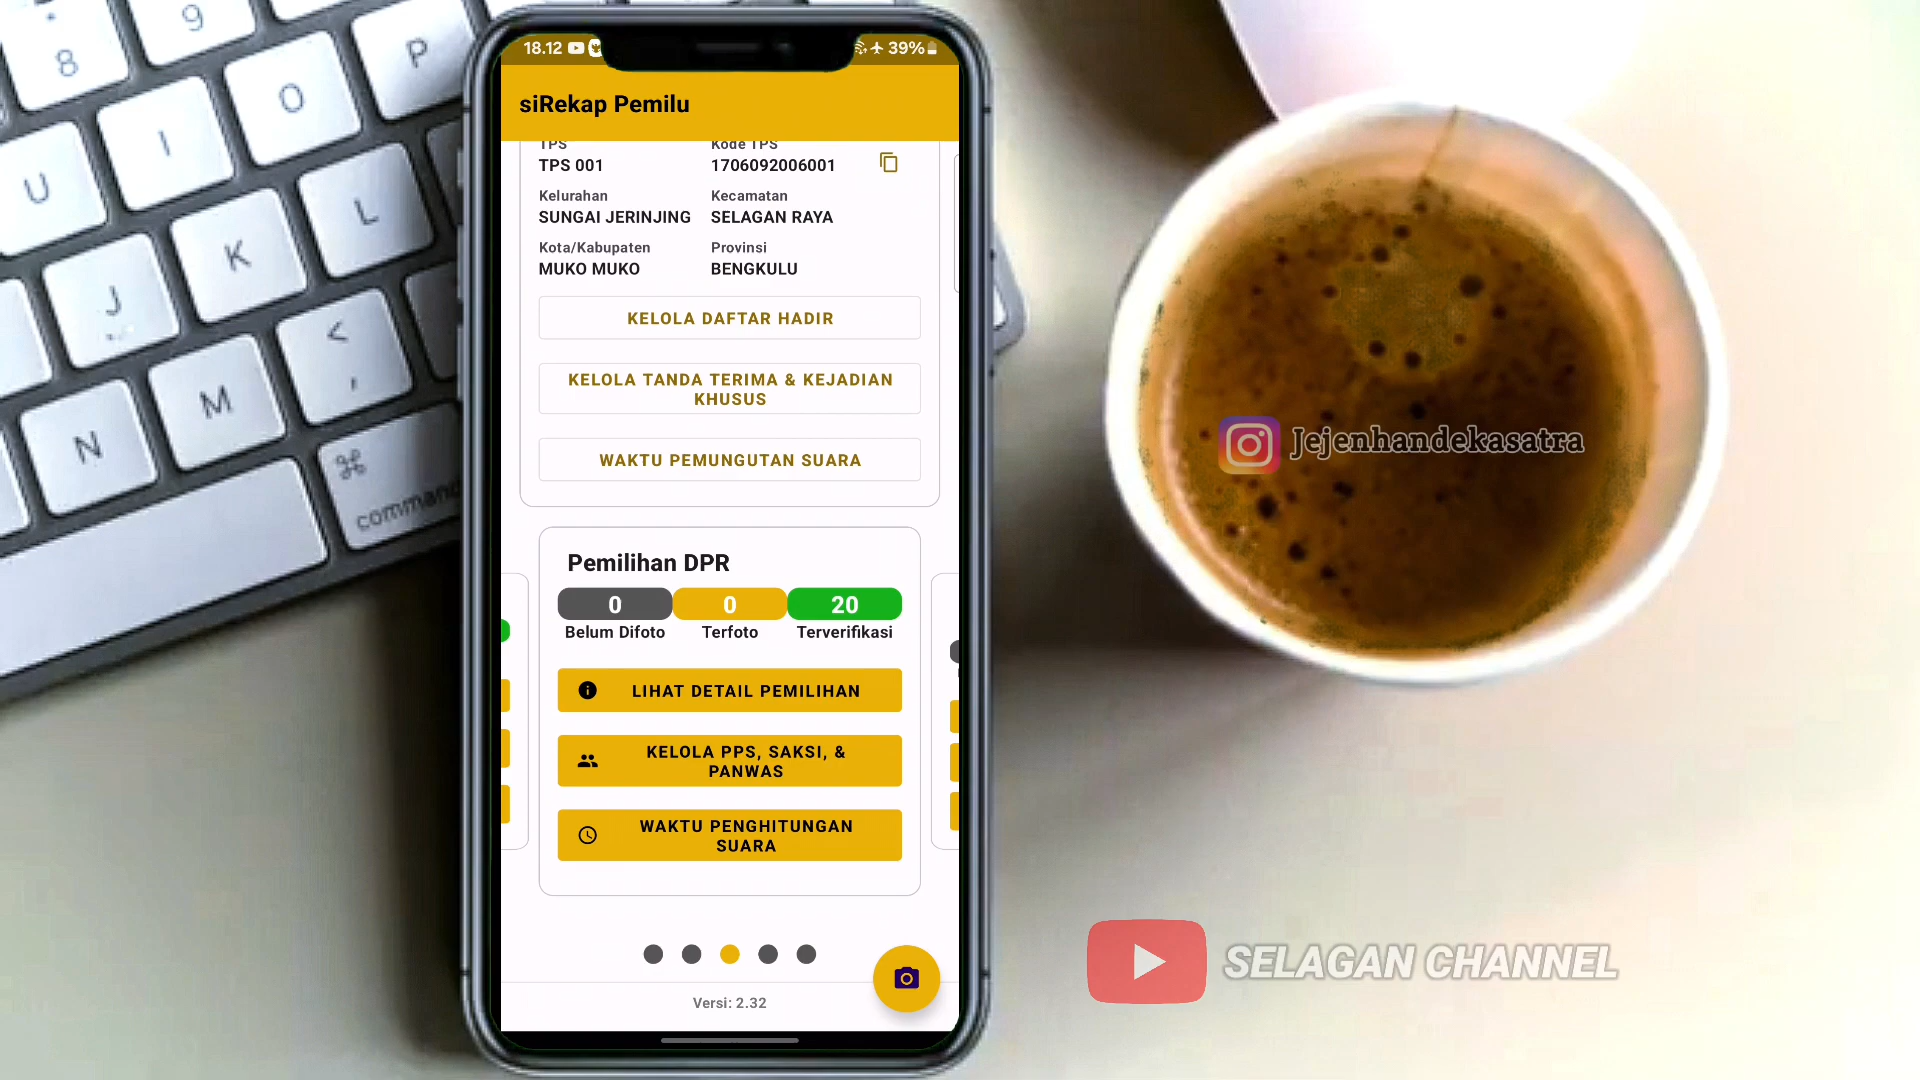 18.12
39%
siRekap Pemilu
TPS
Kode TPS
TPS 001
1706092006001
Kelurahan
Kecamatan
SUNGAI JERINJING
SELAGAN RAYA
Kota/Kabupaten
Provinsi
MUKO MUKO
BENGKULU
KELOLA DAFTAR HADIR
KELOLA TANDA TERIMA & KEJADIAN
KHUSUS
WAKTU PEMUNGUTAN SUARA
Pemilihan DPR
0
0
20
Belum Difoto
Terfoto
Terverifikasi
LIHAT DETAIL PEMILIHAN
KELOLA PPS, SAKSI, &
PANWAS
WAKTU PENGHITUNGAN
SUARA
Versi: 2.32
8
9
P
O
I
U
L
K
J
<
,
M
N
⌘
command
Jejenhandekasatra
SELAGAN CHANNEL